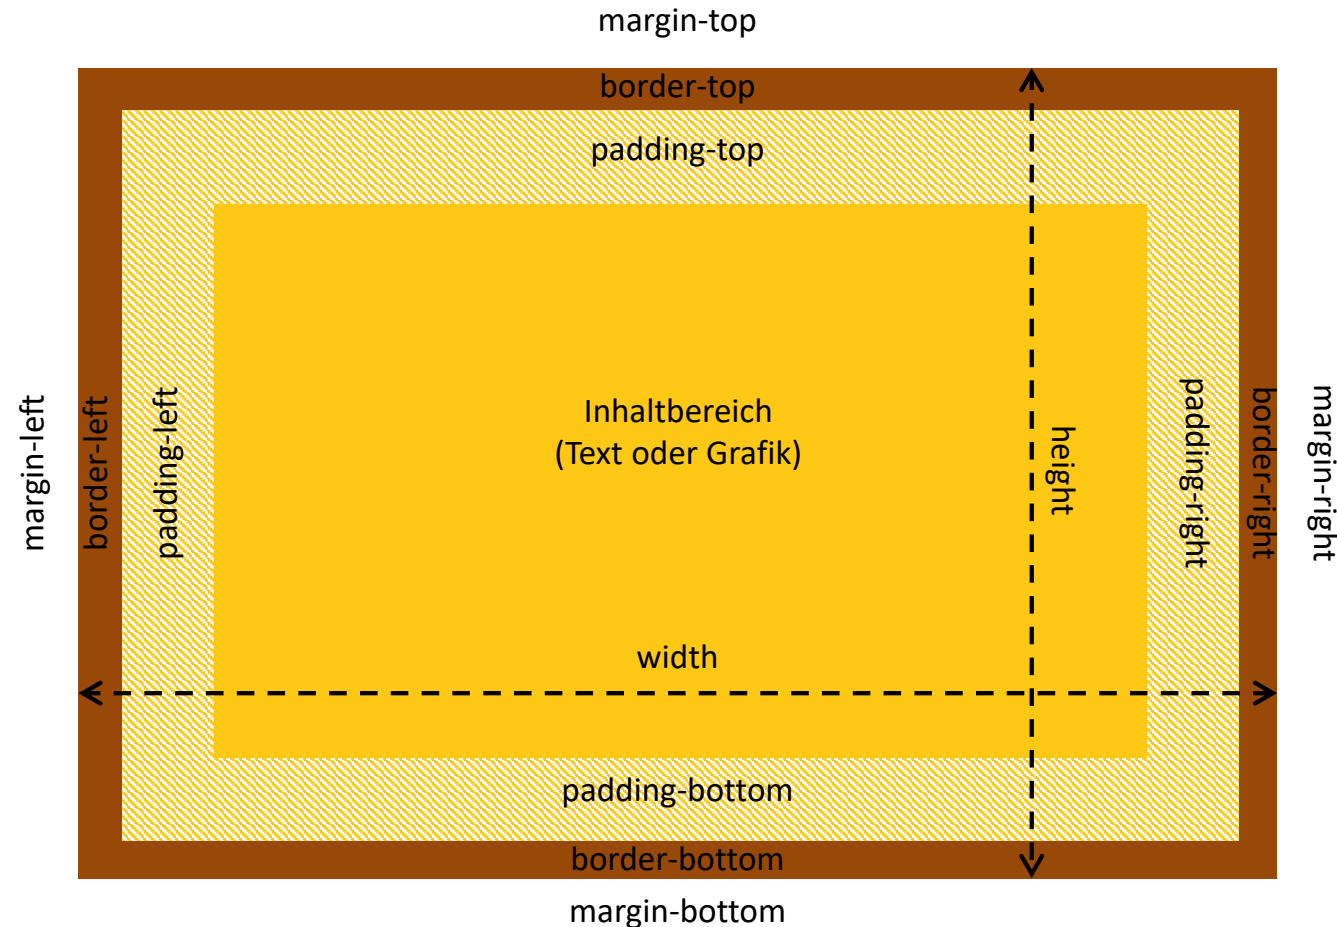 margin-top
border-top
padding-top
margin-left
border-left
padding-left
Inhaltbereich
(Text oder Grafik)
height
padding-right
border-right
margin-right
width
padding-bottom
border-bottom
margin-bottom